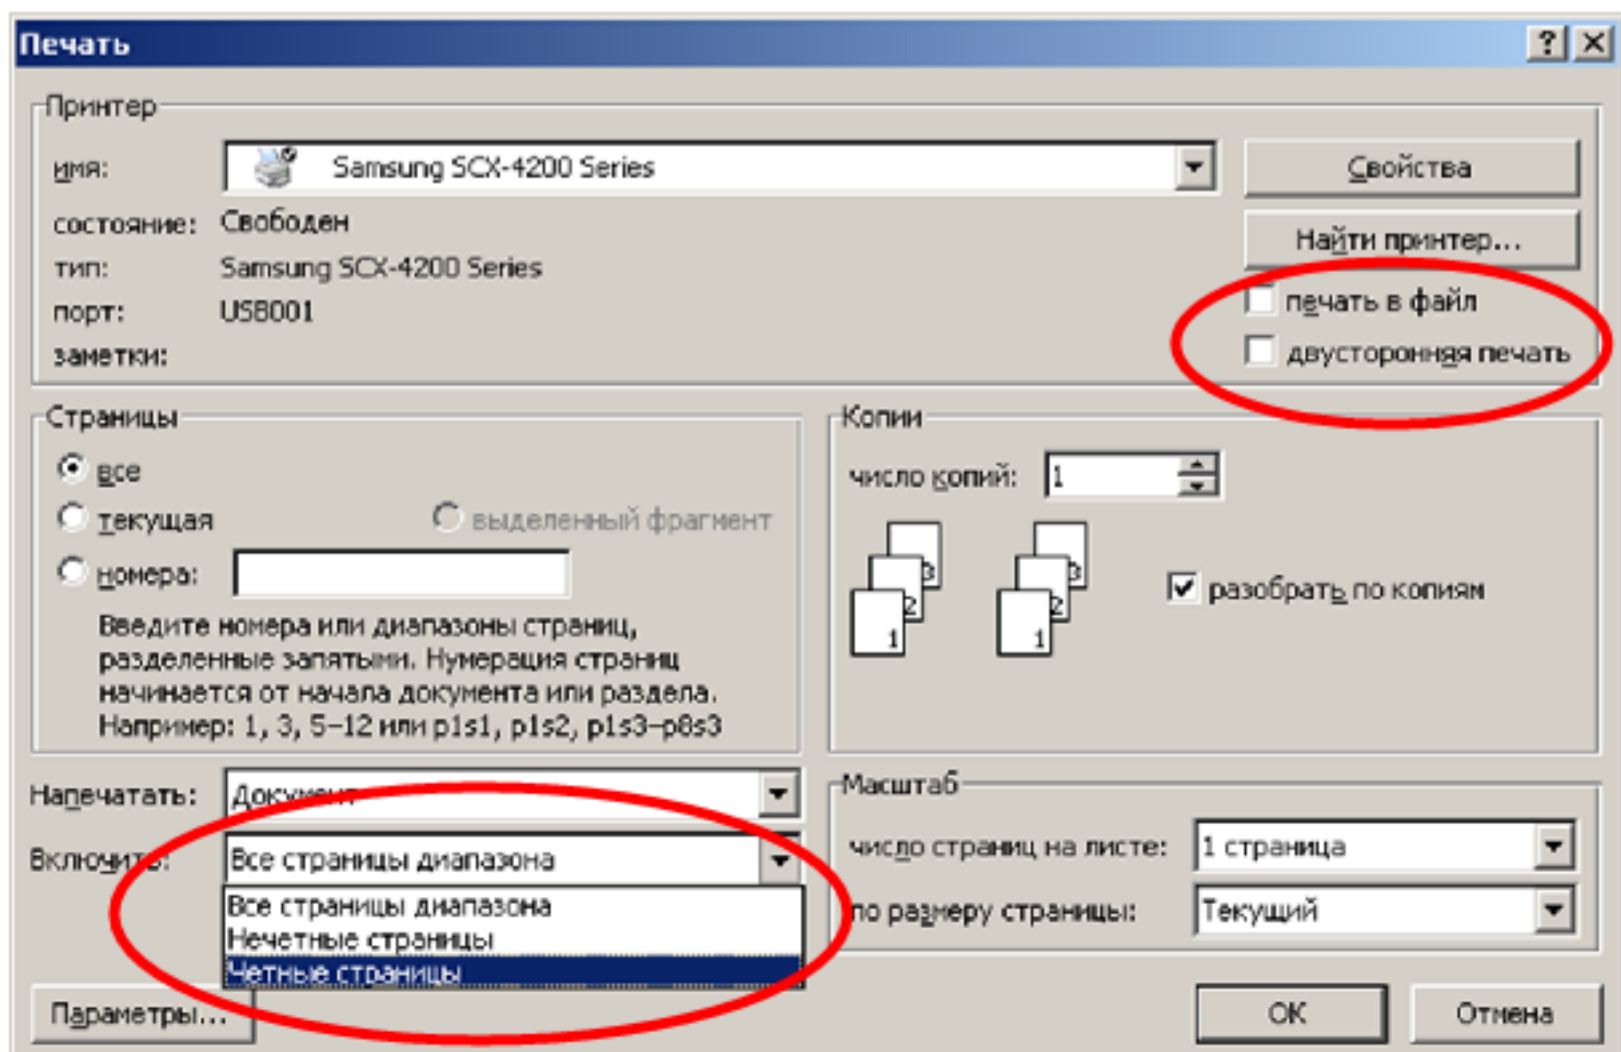 Печать
Принтер
имя: Samsung SCX-4200 Series Свойства
состояние: Свободен Найти принтер...
тип: Samsung SCX-4200 Series
порт: USB001 печать в файл
заметки: двусторонняя печать
Страницы
все
текущая выделенный фрагмент
номера:
Введите номера или диапазоны страниц,
разделенные запятыми. Нумерация страниц
начинается от начала документа или раздела.
Например: 1, 3, 5–12 или p1s1, p1s2, p1s3–p8s3
Копии
число копий: 1
3 3
2 2
1 1
разобрать по копиям
Напечатать: Документ
Включить: Все страницы диапазона
Все страницы диапазона
Нечетные страницы
Четные страницы
Масштаб
число страниц на листе: 1 страница
по размеру страницы: Текущий
Параметры... ОК Отмена